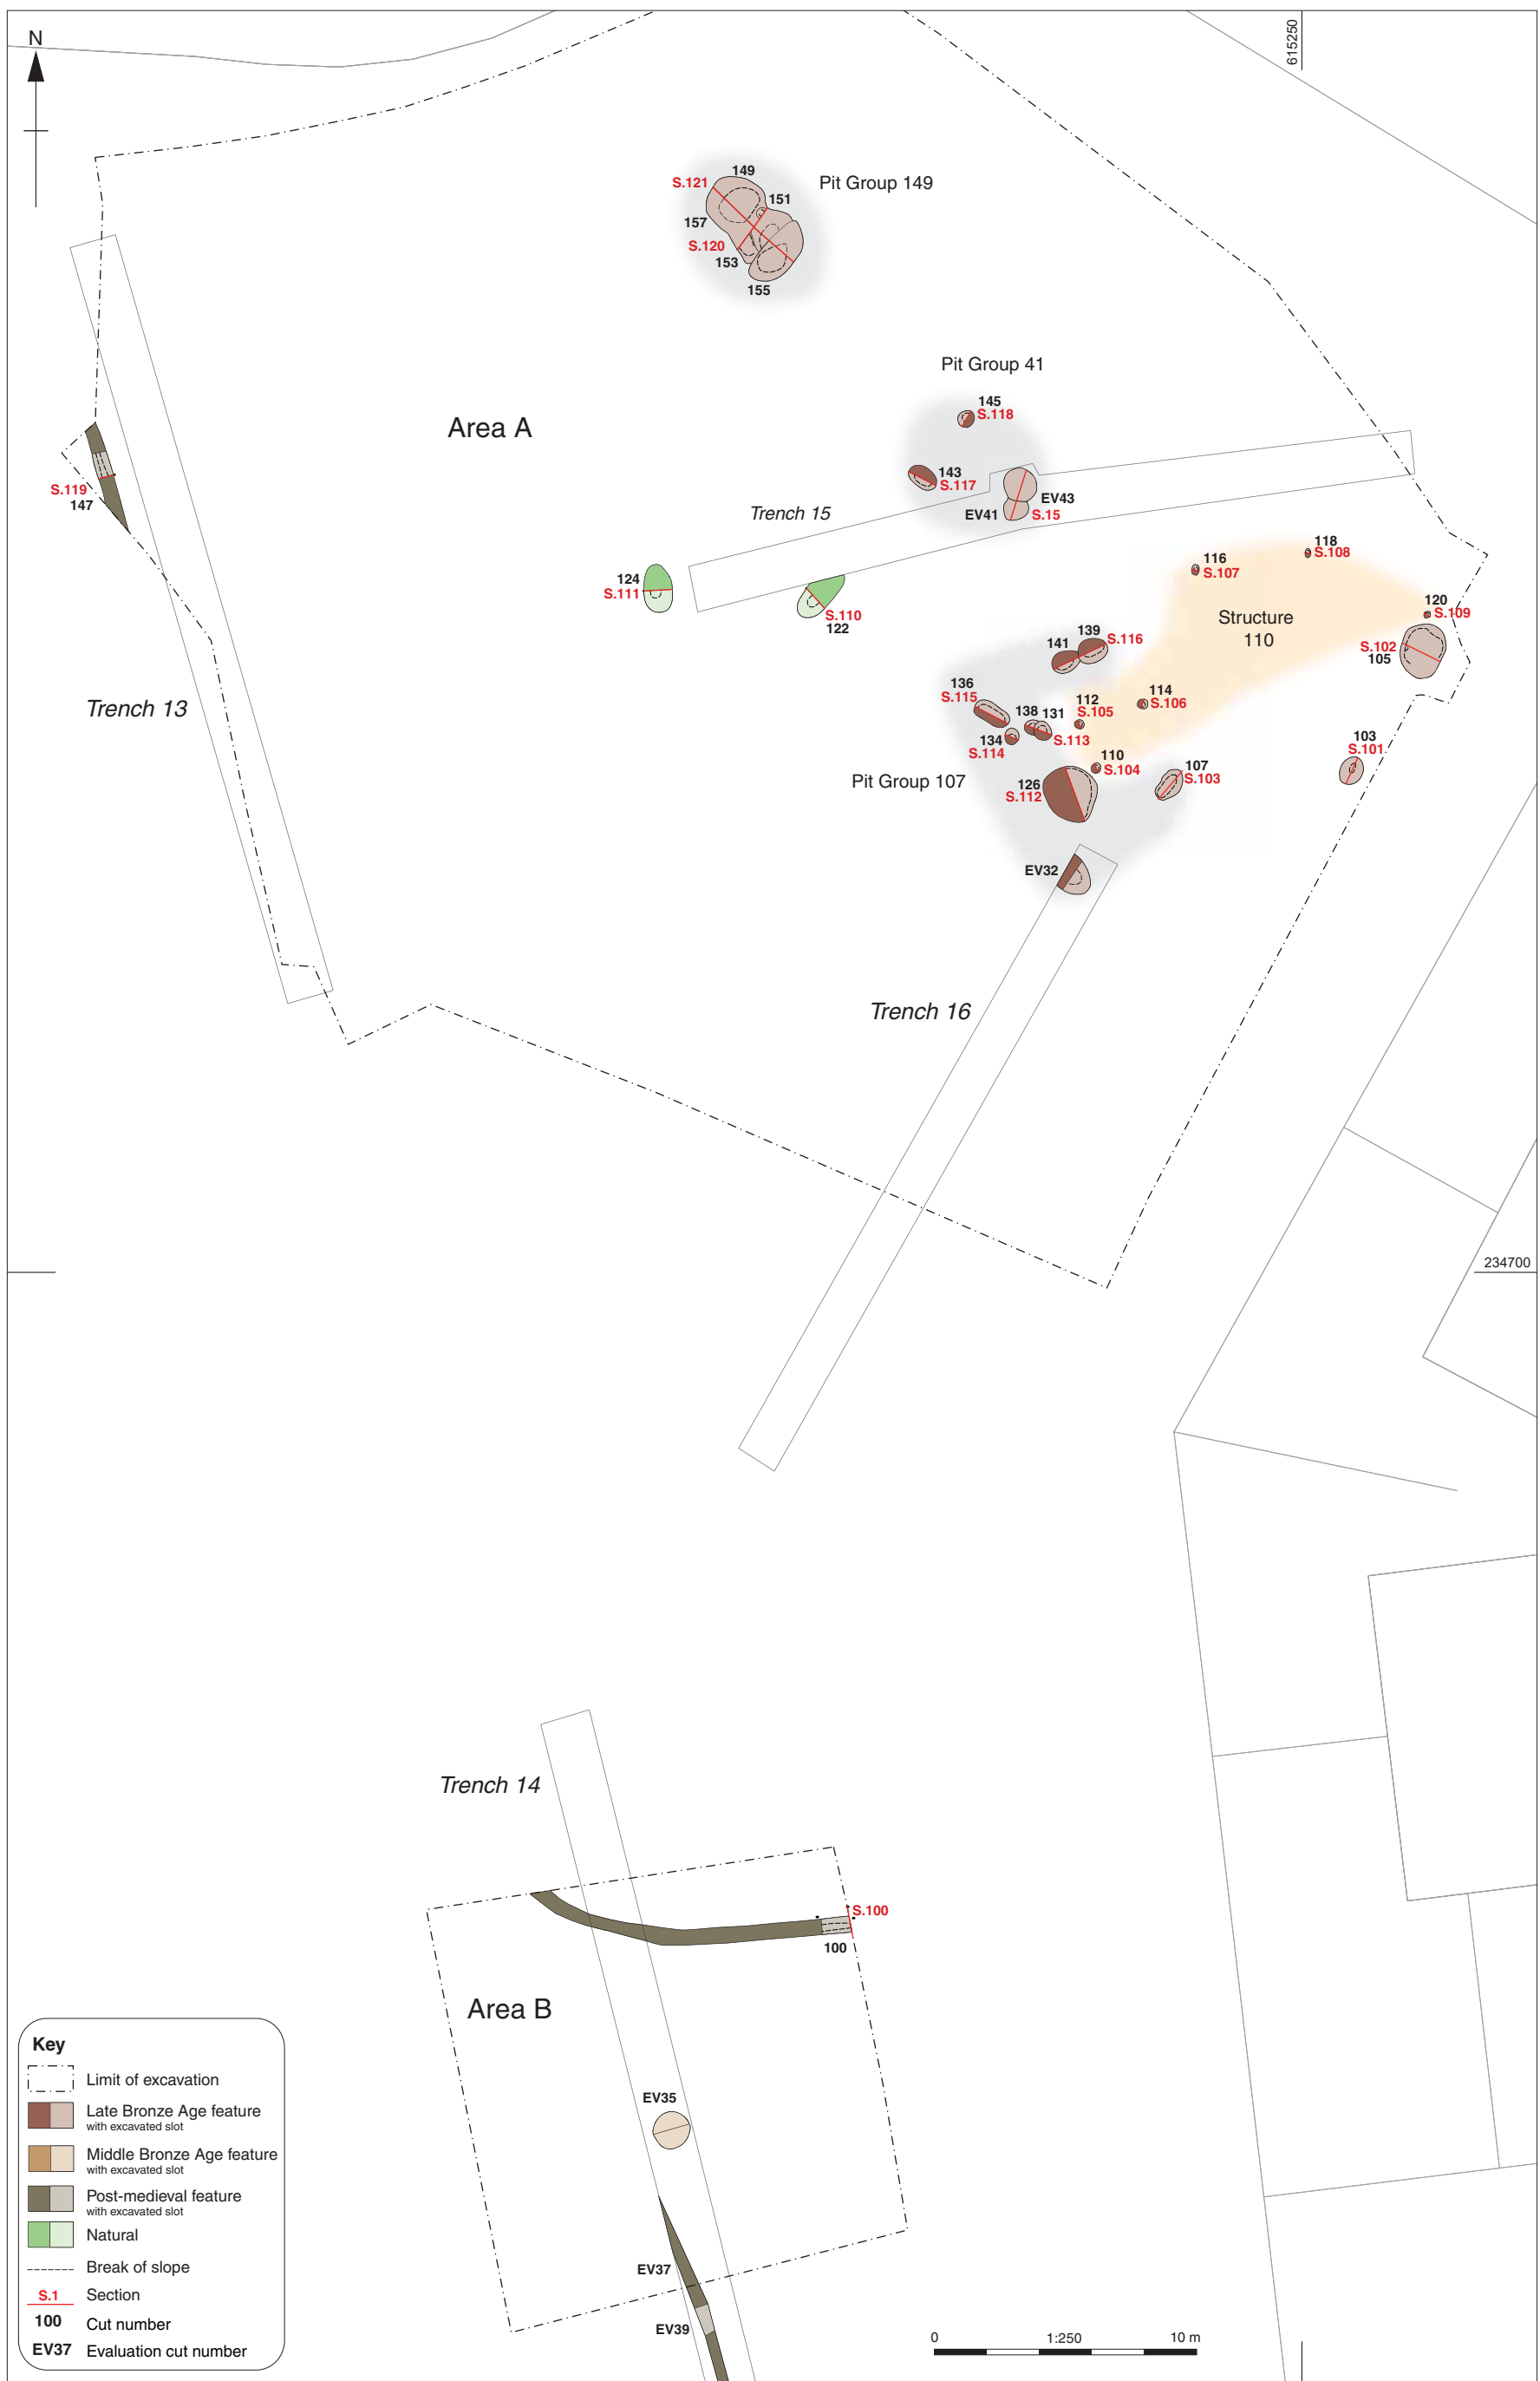 N
615250
149
Pit Group 149
S.121
151
157
S.120
153
155
Pit Group 41
145
S.118
Area A
143
S.117
EV43
S.119
147
EV41
S.15
Trench 15
118
S.108
116
S.107
124
S.111
S.110
122
120
S.109
Structure
110
139
S.116
141
S.102
105
136
S.115
114
S.106
112
S.105
Trench 13
138
131
134
S.114
S.113
103
S.101
110
S.104
107
S.103
Pit Group 107
126
S.112
EV32
Trench 16
234700
Trench 14
S.100
100
Area B
Key
Limit of excavation
EV35
Late Bronze Age feature
with excavated slot
Middle Bronze Age feature
with excavated slot
Post-medieval feature
with excavated slot
Natural
Break of slope
EV37
S.1
Section
100
Cut number
EV39
EV37
Evaluation cut number
0
1:250
10 m